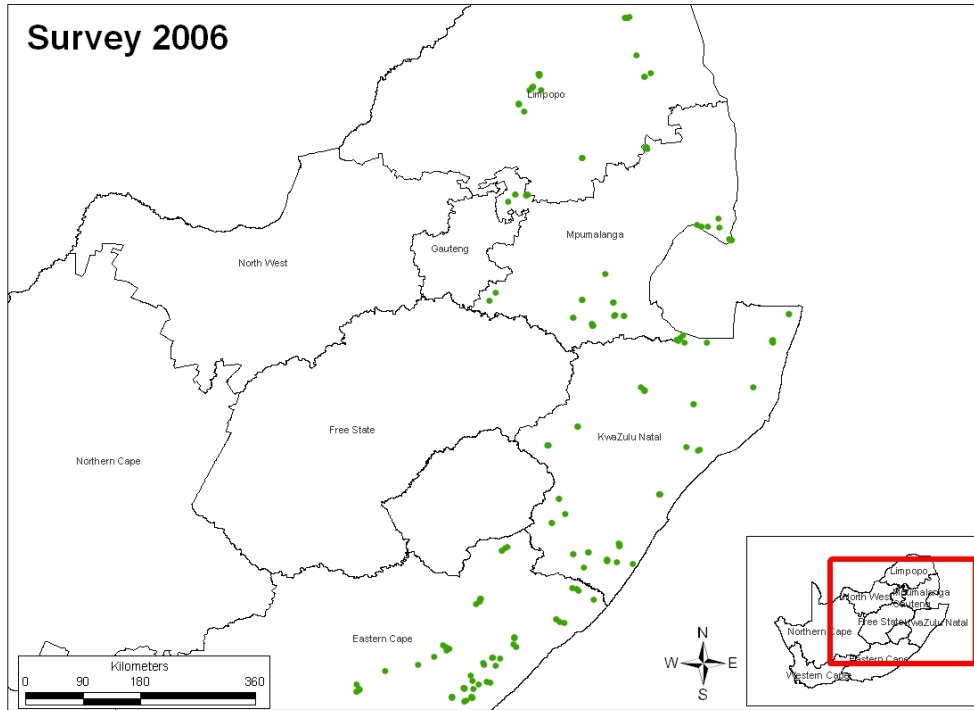 Survey 2006
Limpopo
North West
Gauteng
Mpumalanga
Free State
KwaZulu Natal
Northern Cape
Eastern Cape
Kilometers
0 90 180 360
N
W E
S
Limpopo
North West
Mpumalanga
Gauteng
Free State
KwaZulu Natal
Northern Cape
Eastern Cape
Western Cape